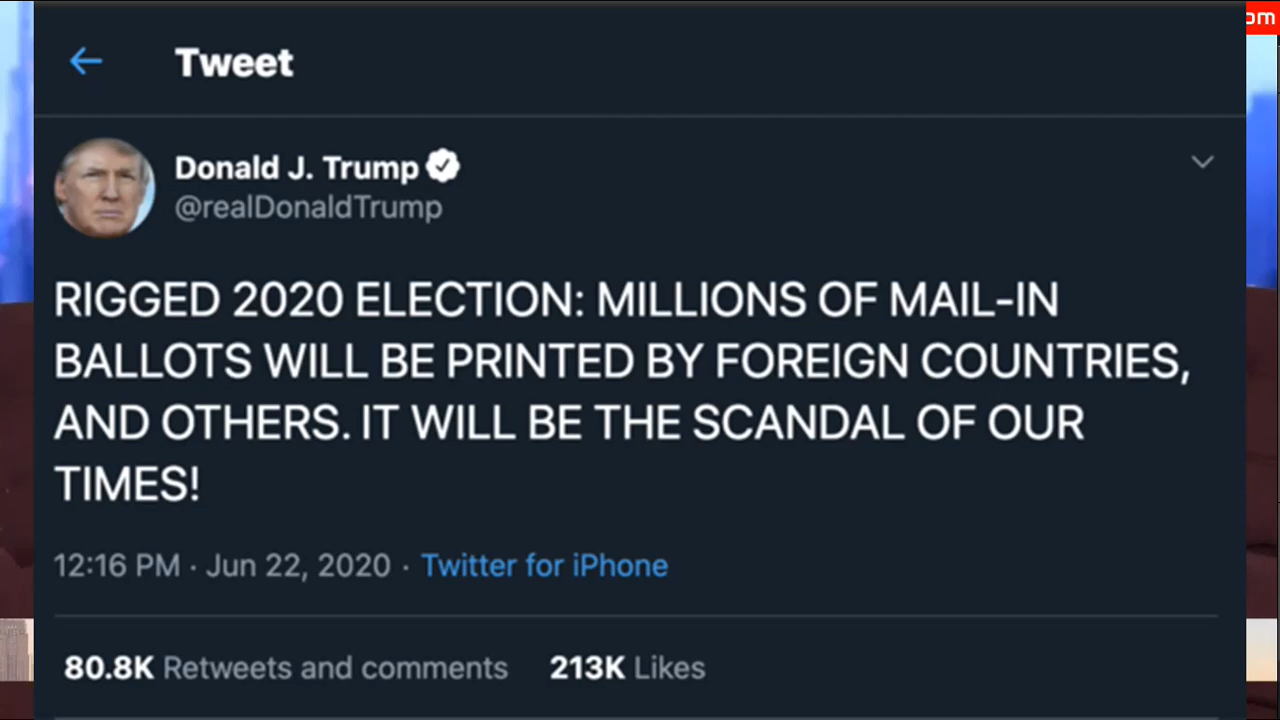 om
Tweet
Donald J. Trump
@realDonaldTrump
RIGGED 2020 ELECTION: MILLIONS OF MAIL-IN
BALLOTS WILL BE PRINTED BY FOREIGN COUNTRIES,
AND OTHERS. IT WILL BE THE SCANDAL OF OUR
TIMES!
12:16 PM · Jun 22, 2020 · Twitter for iPhone
80.8K Retweets and comments 213K Likes